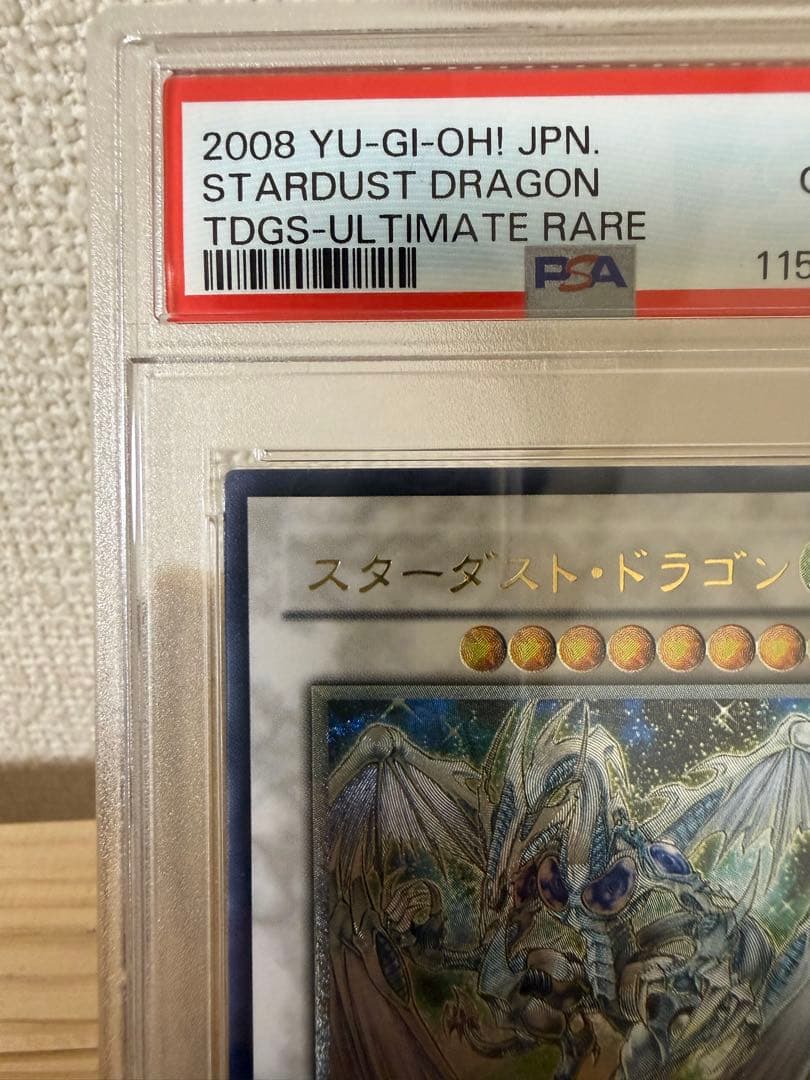 2008 YU-GI-OH! JPN.
STARDUST DRAGON
TDGS-ULTIMATE RARE
PSA
115
スターダスト・ドラゴン